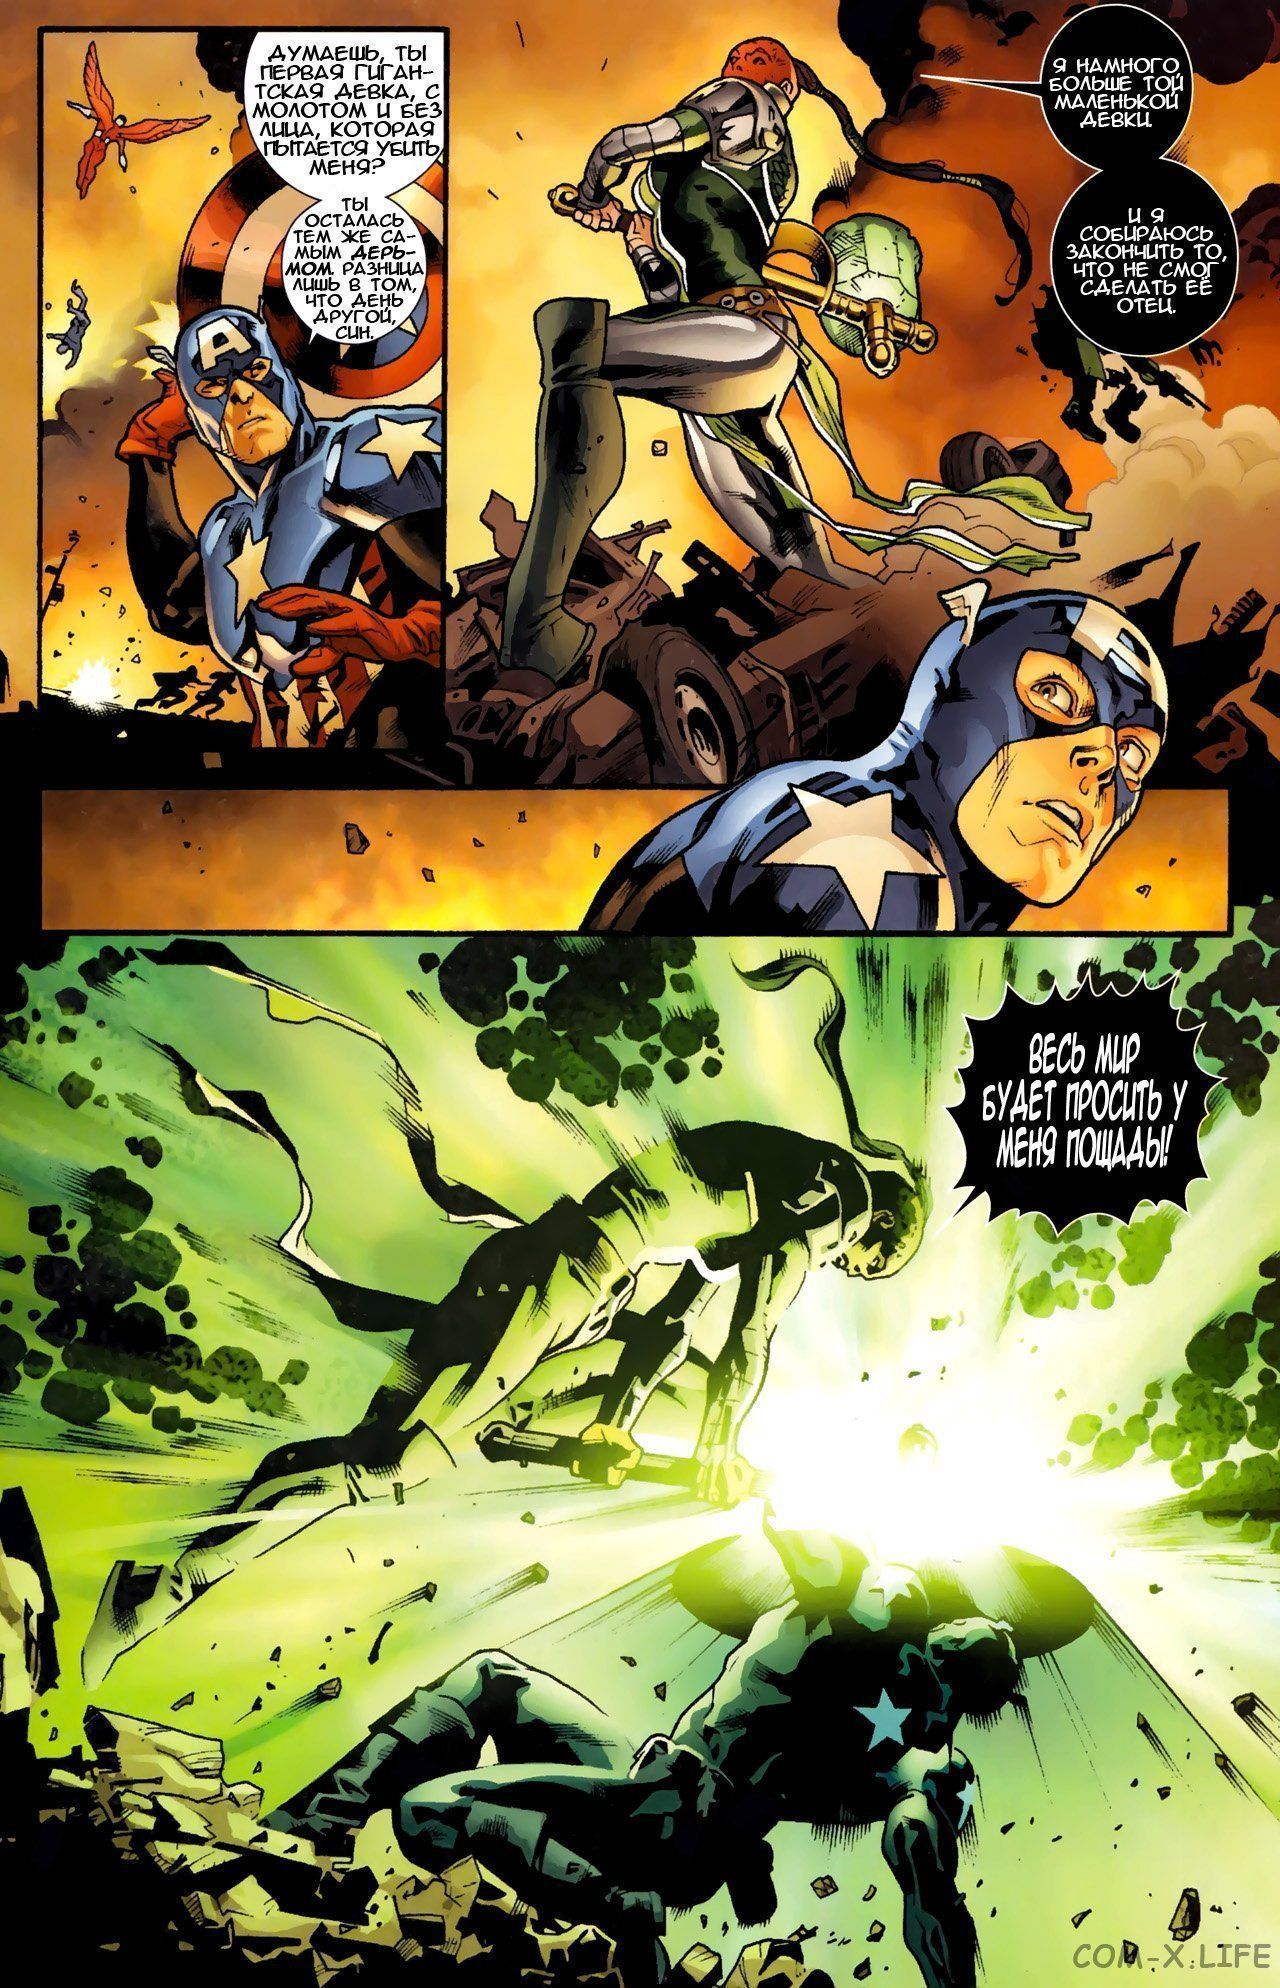 ДУМАЕШЬ, ТЫ
ПЕРВАЯ ГИГАН-
ТСКАЯ ДЕВКА, С
МОЛОТОМ И БЕЗ
ЛИЦА, КОТОРАЯ
ПЫТАЕТСЯ УБИТЬ
МЕНЯ?
ТЫ
ОСТАЛАСЬ
ТЕМ ЖЕ СА-
МЫМ ДЕРЬ-
МОМ. РАЗНИЦА
ЛИШЬ В ТОМ,
ЧТО ДЕНЬ
ДРУГОЙ,
СИН.
A
Я НАМНОГО
БОЛЬШЕ ТОЙ
МАЛЕНЬКОЙ
ДЕВКИ.
И Я
СОБИРАЮСЬ
ЗАКОНЧИТЬ ТО,
ЧТО НЕ СМОГ
СДЕЛАТЬ ЕЁ
ОТЕЦ.
ВЕСЬ МИР
БУДЕТ ПРОСИТЬ У
МЕНЯ ПОЩАДЫ!
COM-X.LIFE